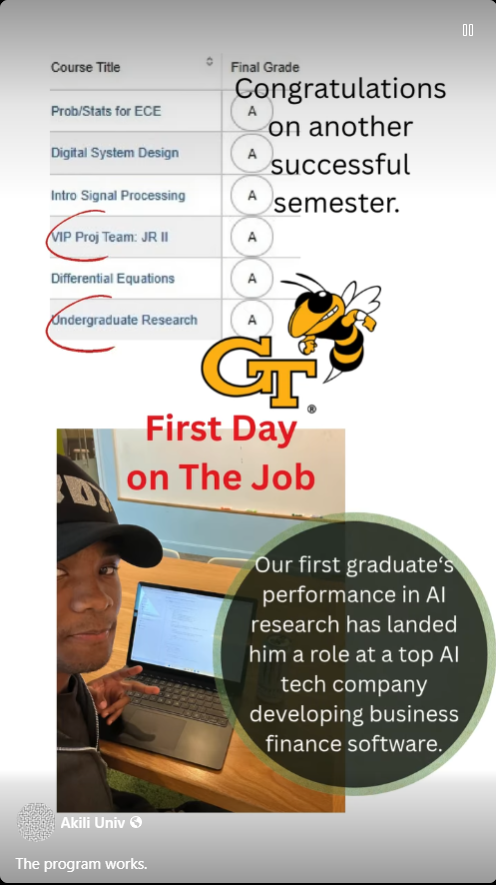 Course Title
Final Grade
Congratulations
on another
successful
semester.
Prob/Stats for ECE
A
Digital System Design
A
Intro Signal Processing
A
VIP Proj Team: JR II
A
Differential Equations
A
Undergraduate Research
A
GT
®
First Day
on The Job
Our first graduate‘s
performance in AI
research has landed
him a role at a top AI
tech company
developing business
finance software.
Akili Univ
The program works.